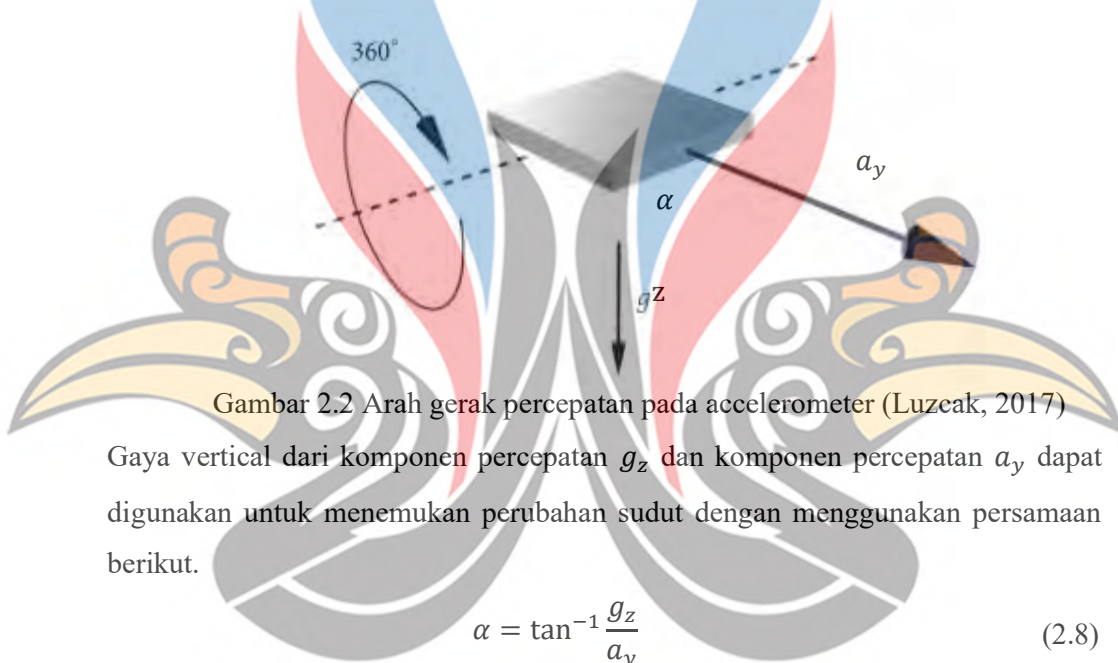 360°
a_y
α
g_z
Gambar 2.2 Arah gerak percepatan pada accelerometer (Luzcak, 2017)
Gaya vertical dari komponen percepatan g_z dan komponen percepatan a_y dapat
digunakan untuk menemukan perubahan sudut dengan menggunakan persamaan
berikut.
α = tan⁻¹ g_z/a_y (2.8)